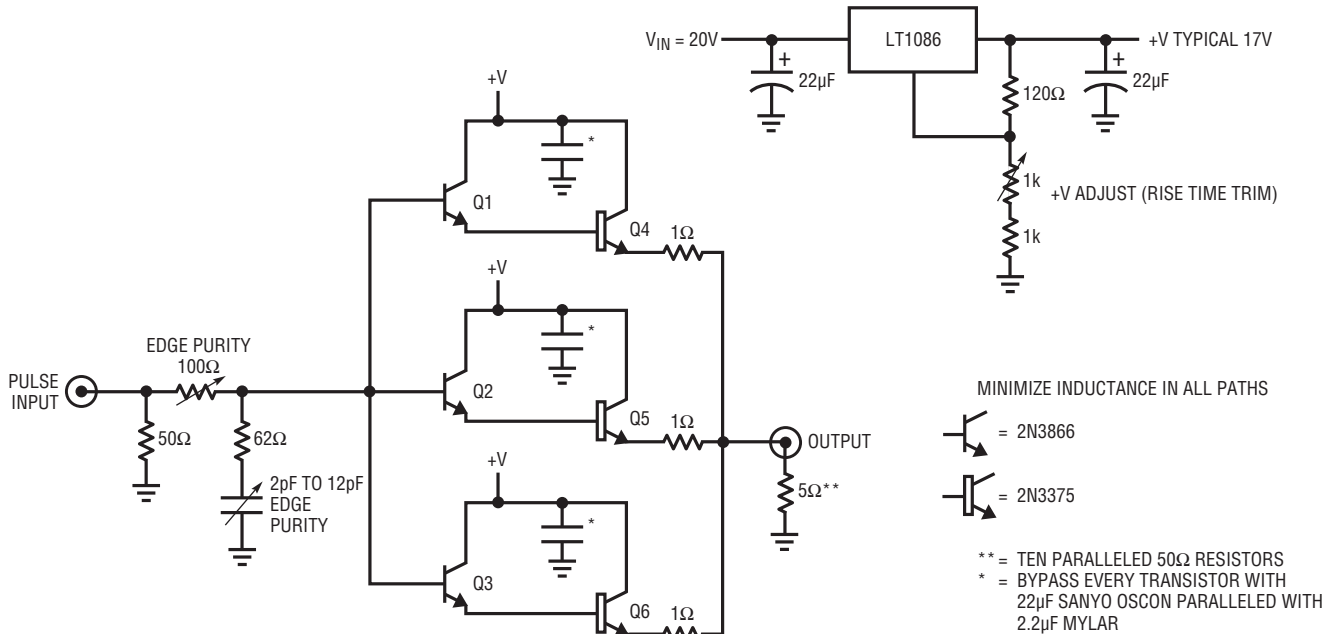 V_IN = 20V
LT1086
+V TYPICAL 17V
+
22µF
120Ω
+
22µF
1k
+V ADJUST (RISE TIME TRIM)
1k
+V
*
Q1
Q4
1Ω
+V
*
EDGE PURITY
100Ω
PULSE
INPUT
50Ω
62Ω
2pF TO 12pF
EDGE
PURITY
Q2
Q5
1Ω
OUTPUT
5Ω**
+V
*
Q3
Q6
1Ω
MINIMIZE INDUCTANCE IN ALL PATHS
= 2N3866
= 2N3375
** = TEN PARALLELED 50Ω RESISTORS
* = BYPASS EVERY TRANSISTOR WITH
22µF SANYO OSCON PARALLELED WITH
2.2µF MYLAR